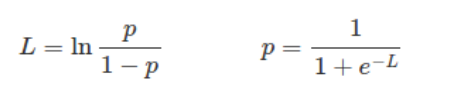 L = ln p/(1 − p)
p = 1/(1 + e^{−L})